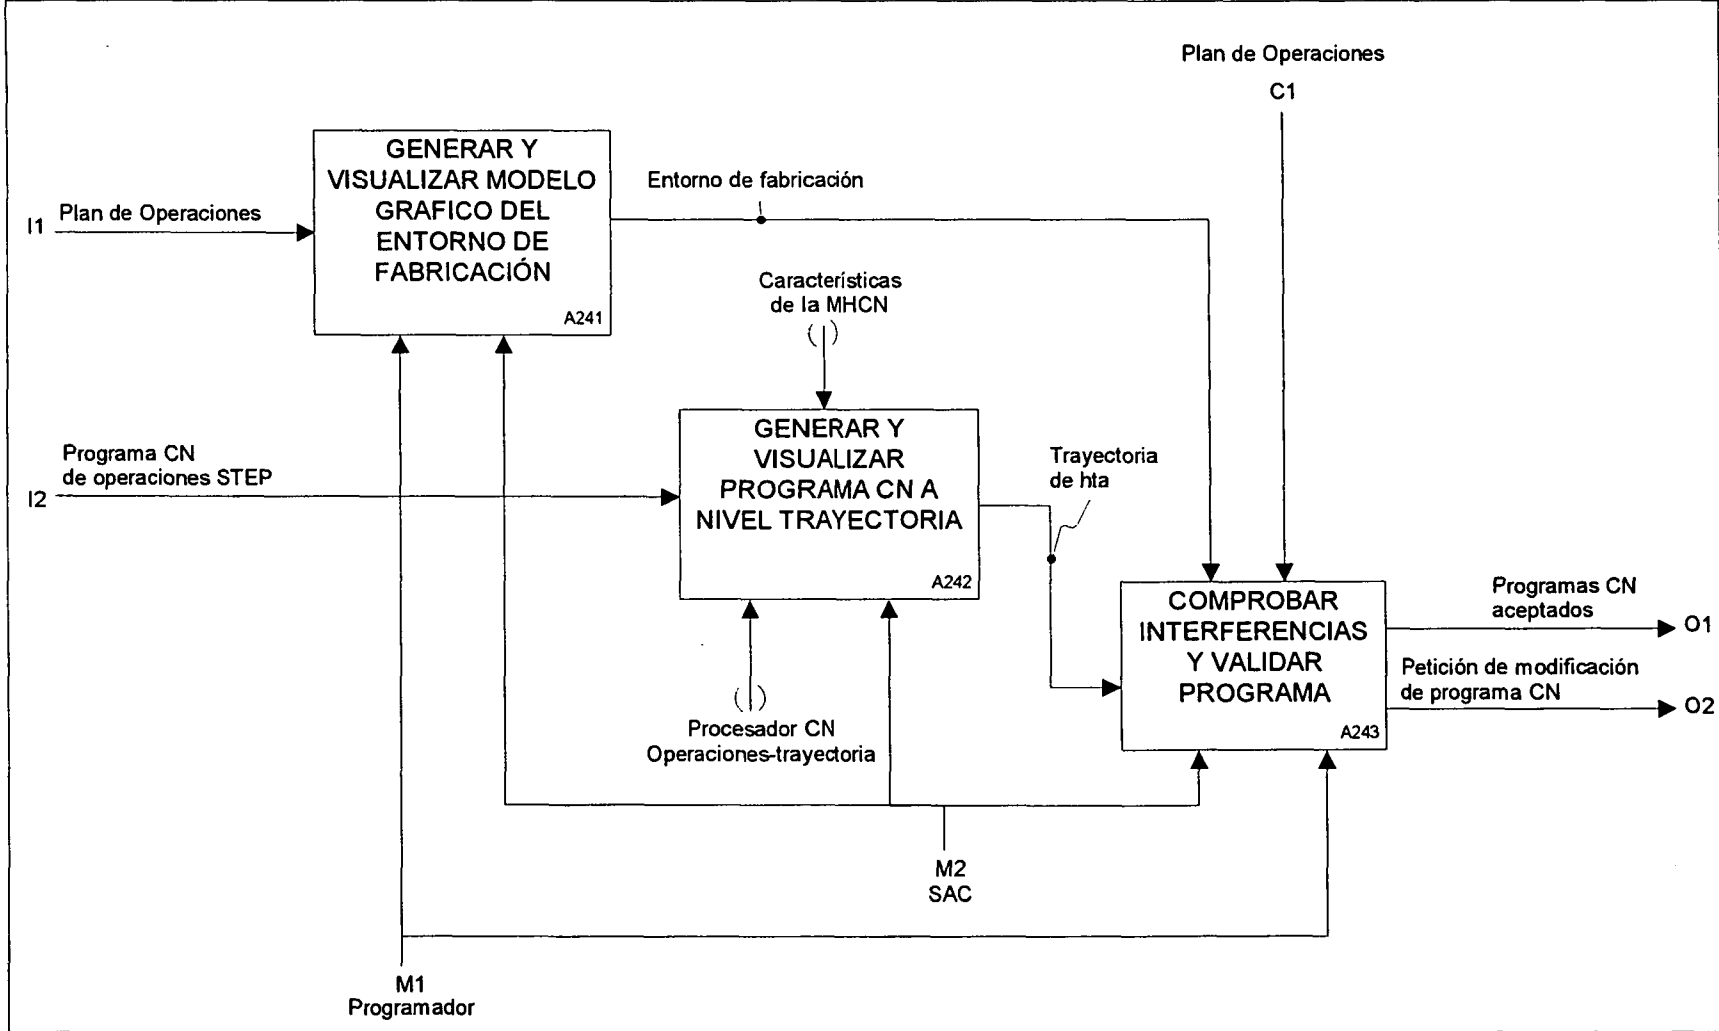 Plan de Operaciones
C1
GENERAR Y
VISUALIZAR MODELO
GRAFICO DEL
ENTORNO DE
FABRICACIÓN
A241
Entorno de fabricación
I1
Plan de Operaciones
Características
de la MHCN
GENERAR Y
VISUALIZAR
PROGRAMA CN A
NIVEL TRAYECTORIA
A242
Programa CN
de operaciones STEP
I2
Trayectoria
de hta
COMPROBAR
INTERFERENCIAS
Y VALIDAR
PROGRAMA
A243
Programas CN
aceptados
O1
Petición de modificación
de programa CN
O2
Procesador CN
Operaciones-trayectoria
M2
SAC
M1
Programador